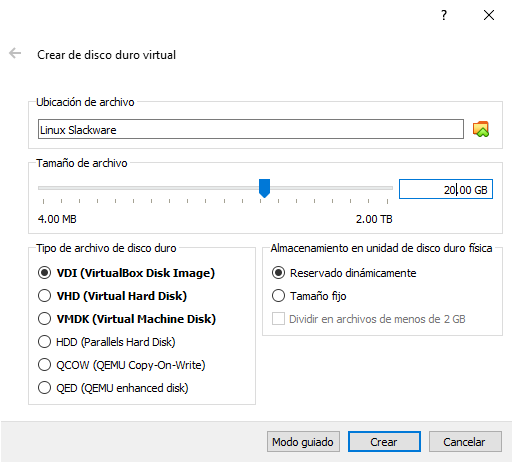 ?
Crear de disco duro virtual
Ubicación de archivo
Linux Slackware
Tamaño de archivo
20.00 GB
4.00 MB 2.00 TB
Tipo de archivo de disco duro
VDI (VirtualBox Disk Image)
VHD (Virtual Hard Disk)
VMDK (Virtual Machine Disk)
HDD (Parallels Hard Disk)
QCOW (QEMU Copy-On-Write)
QED (QEMU enhanced disk)
Almacenamiento en unidad de disco duro física
Reservado dinámicamente
Tamaño fijo
Dividir en archivos de menos de 2 GB
Modo guiado Crear Cancelar